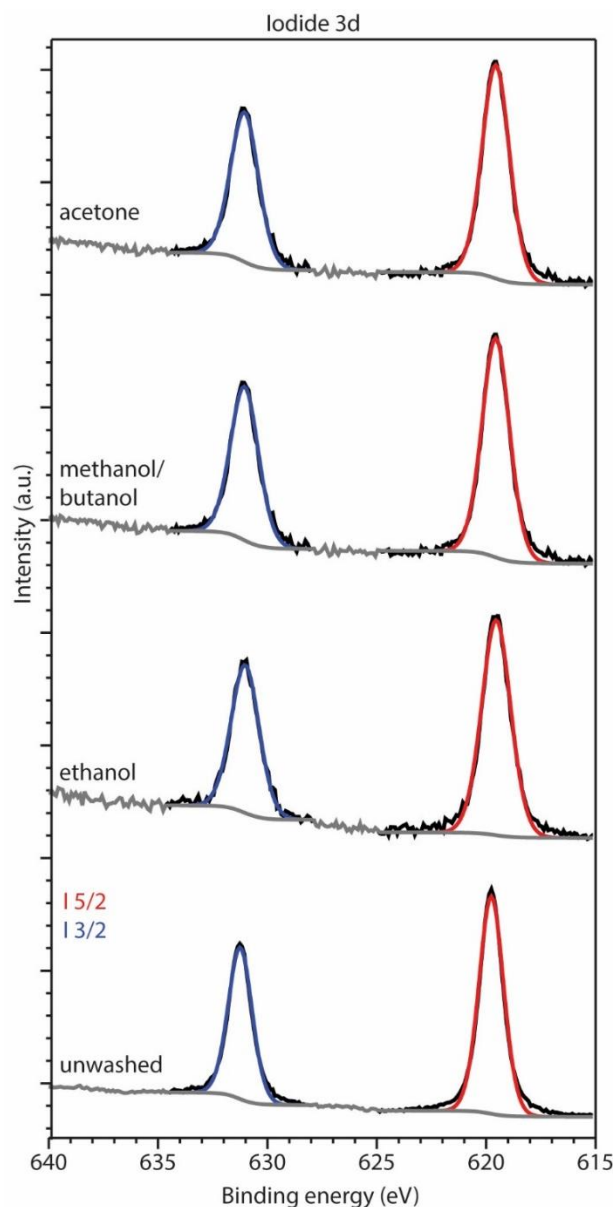 Iodide 3d
acetone
methanol/
butanol
Intensity (a.u.)
ethanol
I 5/2
I 3/2
unwashed
640
635
630
625
620
615
Binding energy (eV)